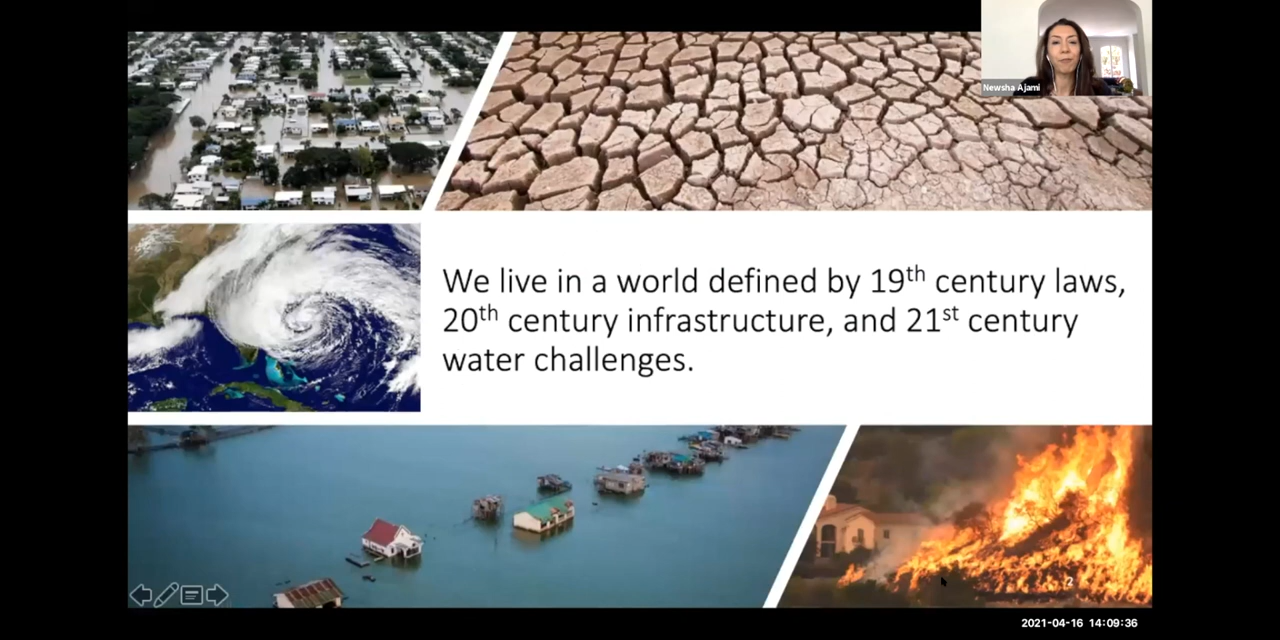 Newsha Ajami
We live in a world defined by 19th century laws,
20th century infrastructure, and 21st century
water challenges.
2
2021-04-16 14:09:36